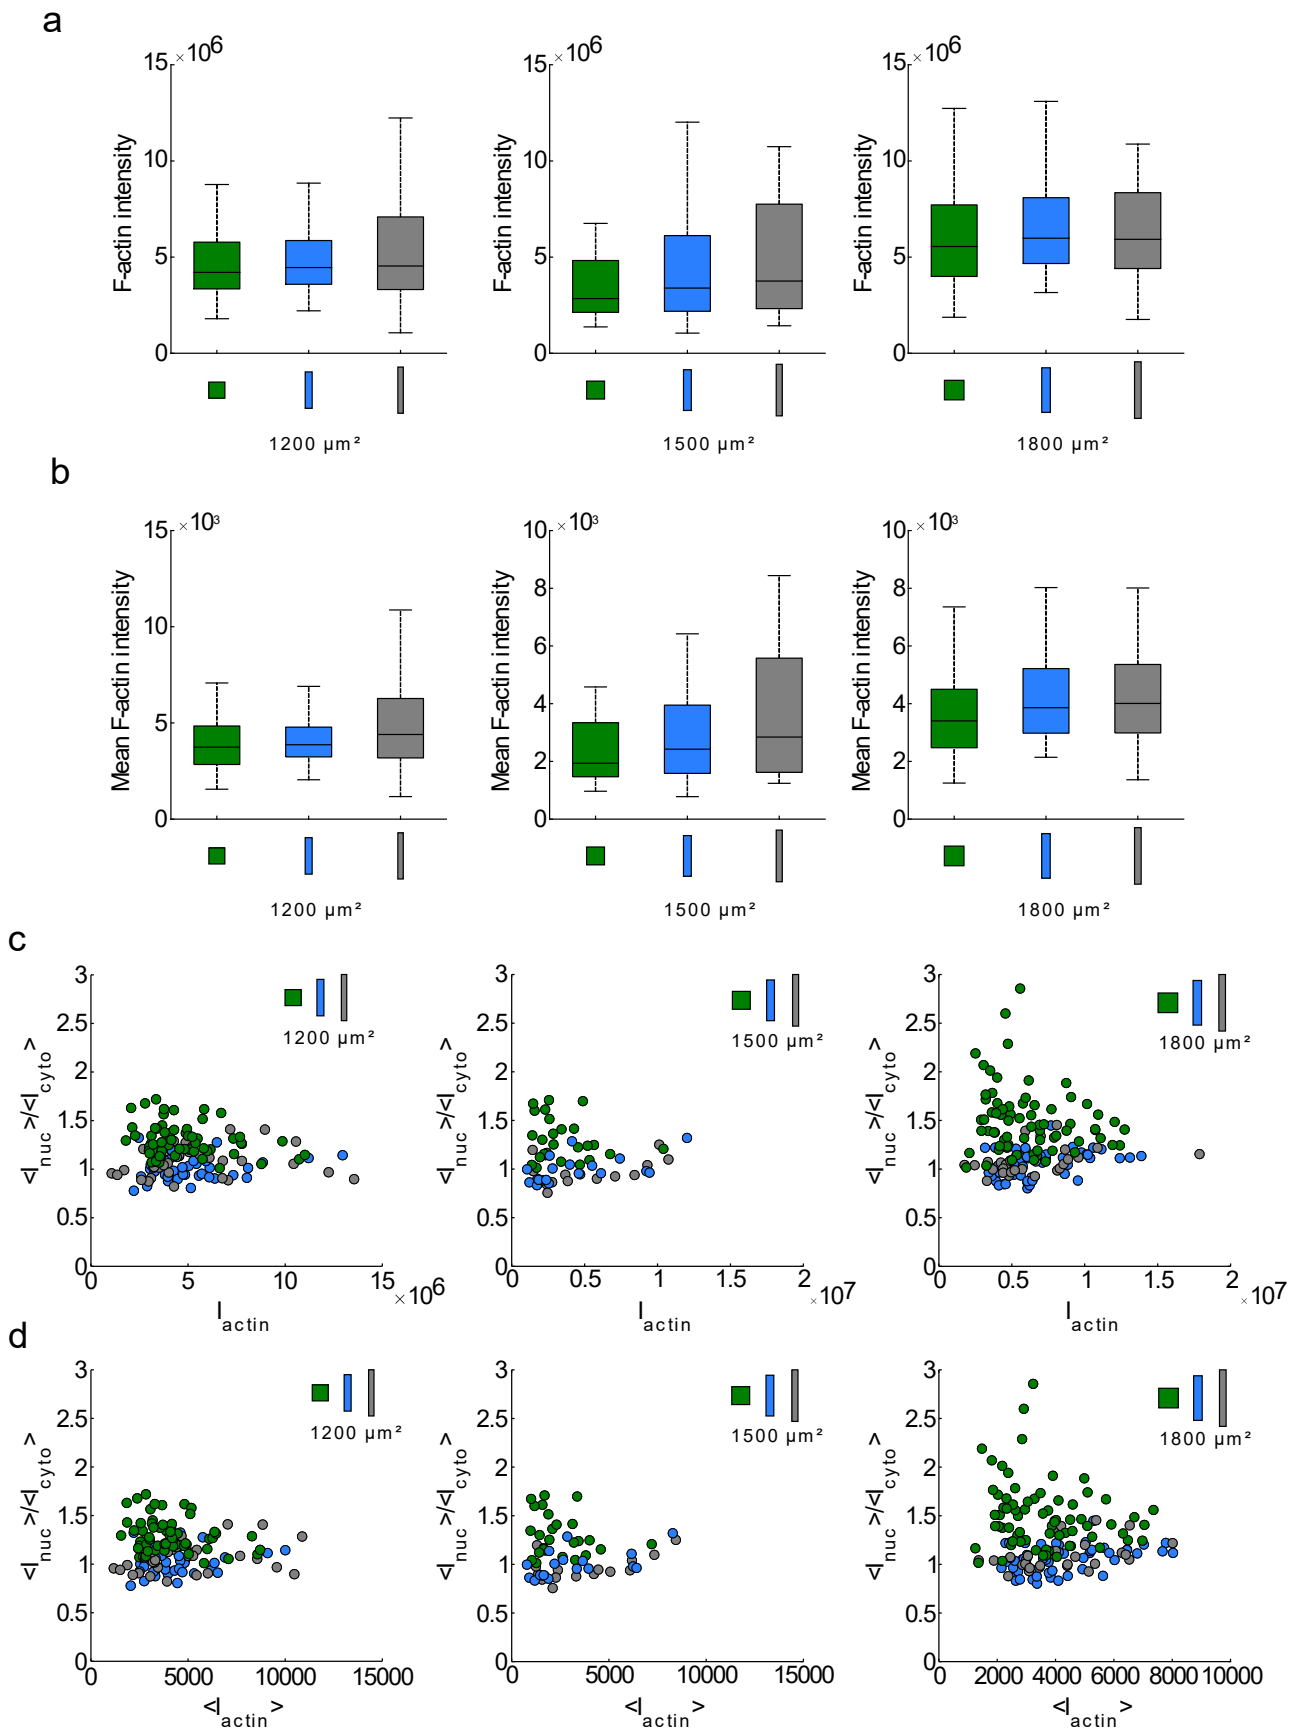 a
15 ×10⁶ 15 ×10⁶ 15 ×10⁶
10 10 10
5 5 5
0 0 0
F-actin intensity F-actin intensity F-actin intensity
1200 µm² 1500 µm² 1800 µm²
b
15 × 10³ 10 × 10³ 10 × 10³
10 8 8
5 6 6
0 4 4
2 2
0 0
Mean F-actin intensity Mean F-actin intensity Mean F-actin intensity
1200 µm² 1500 µm² 1800 µm²
c
3 3 3
2.5 2.5 2.5
2 2 2
1.5 1.5 1.5
1 1 1
0.5 0.5 0.5
0 0 0
<I_nuc>/<I_cyto> <I_nuc>/<I_cyto> <I_nuc>/<I_cyto>
1200 µm² 1500 µm² 1800 µm²
0 5 10 15 0 0.5 1 1.5 2 0 0.5 1 1.5 2
× 10⁶ × 10⁷ × 10⁷
I_actin I_actin I_actin
d
3 3 3
2.5 2.5 2.5
2 2 2
1.5 1.5 1.5
1 1 1
0.5 0.5 0.5
0 0 0
<I_nuc>/<I_cyto> <I_nuc>/<I_cyto> <I_nuc>/<I_cyto>
1200 µm² 1500 µm² 1800 µm²
0 5000 10000 15000 0 5000 10000 15000 0 2000 4000 6000 8000 10000
<I_actin> <I_actin> <I_actin>